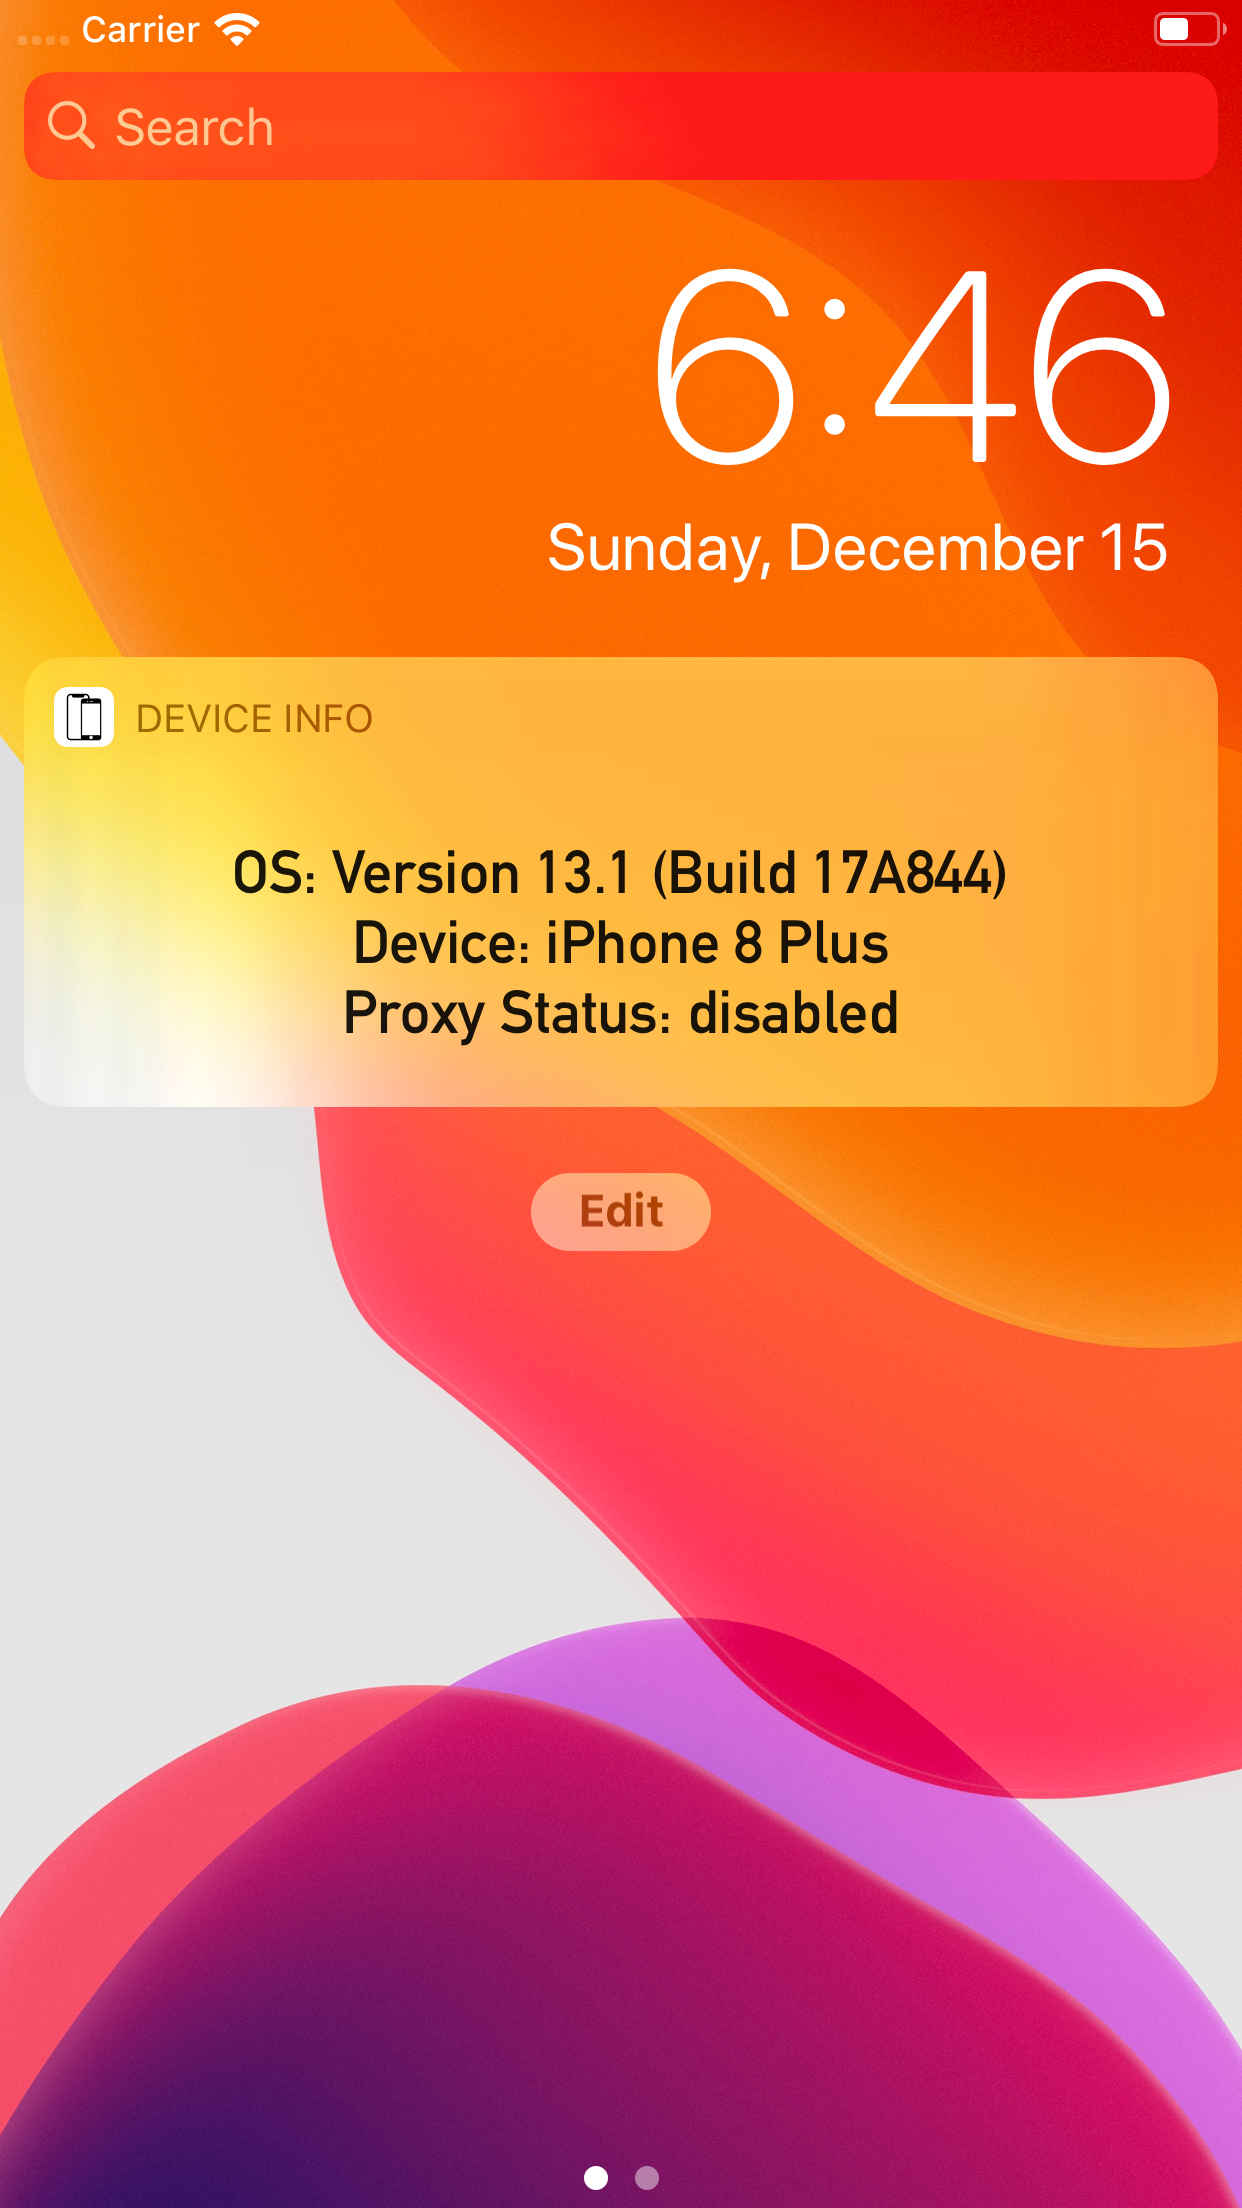 Carrier
Search
6:46
Sunday, December 15
DEVICE INFO
OS: Version 13.1 (Build 17A844)
Device: iPhone 8 Plus
Proxy Status: disabled
Edit